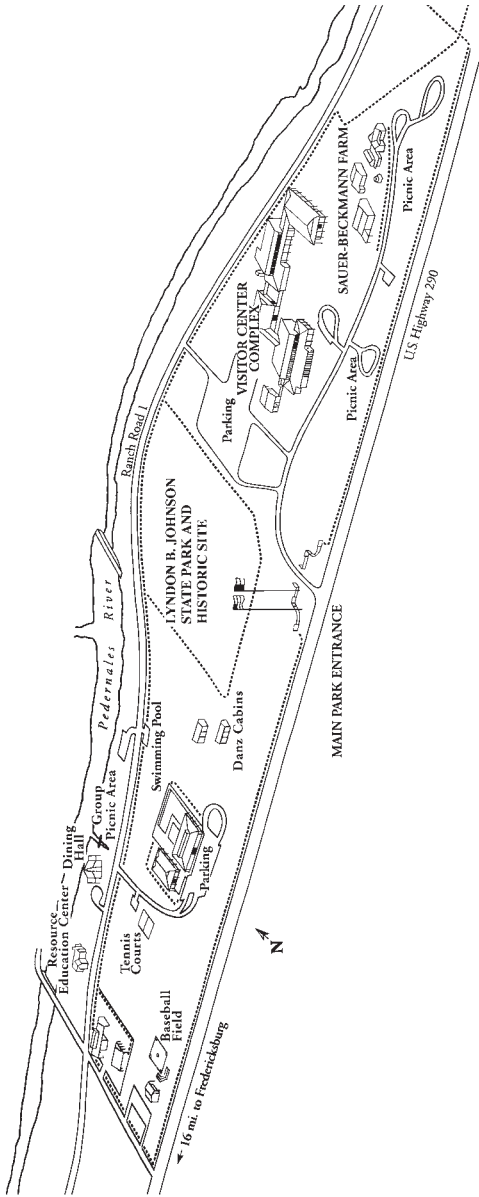 Resource
Education Center
Dining
Hall
Group
Picnic Area
Pedernales
River
Ranch Road 1
Swimming Pool
Tennis
Courts
Parking
Baseball
Field
Danz Cabins
LYNDON B. JOHNSON
STATE PARK AND
HISTORIC SITE
Parking
VISITOR CENTER
COMPLEX
SAUER-BECKMANN FARM
Picnic Area
Picnic Area
U.S. Highway 290
MAIN PARK ENTRANCE
N
16 mi. to Fredericksburg